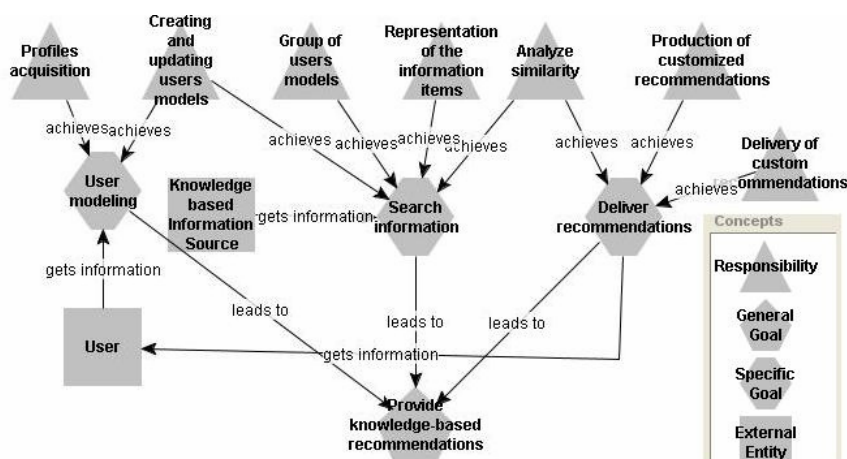 Profiles
acquisition
Creating
and
updating
users
models
Group of
users
models
Representation
of the
information
items
Analyze
similarity
Production of
customized
recommendations
Delivery of
custom
recommendations
achieves
achieves
achieves
achieves
achieves
achieves
achieves
achieves
achieves
User
modeling
Knowledge
based
Information
Source
gets information
Search
information
Deliver
recommendations
gets information
leads to
leads to
leads to
User
gets information
Provide
knowledge-based
recommendations
Concepts
Responsibility
General
Goal
Specific
Goal
External
Entity